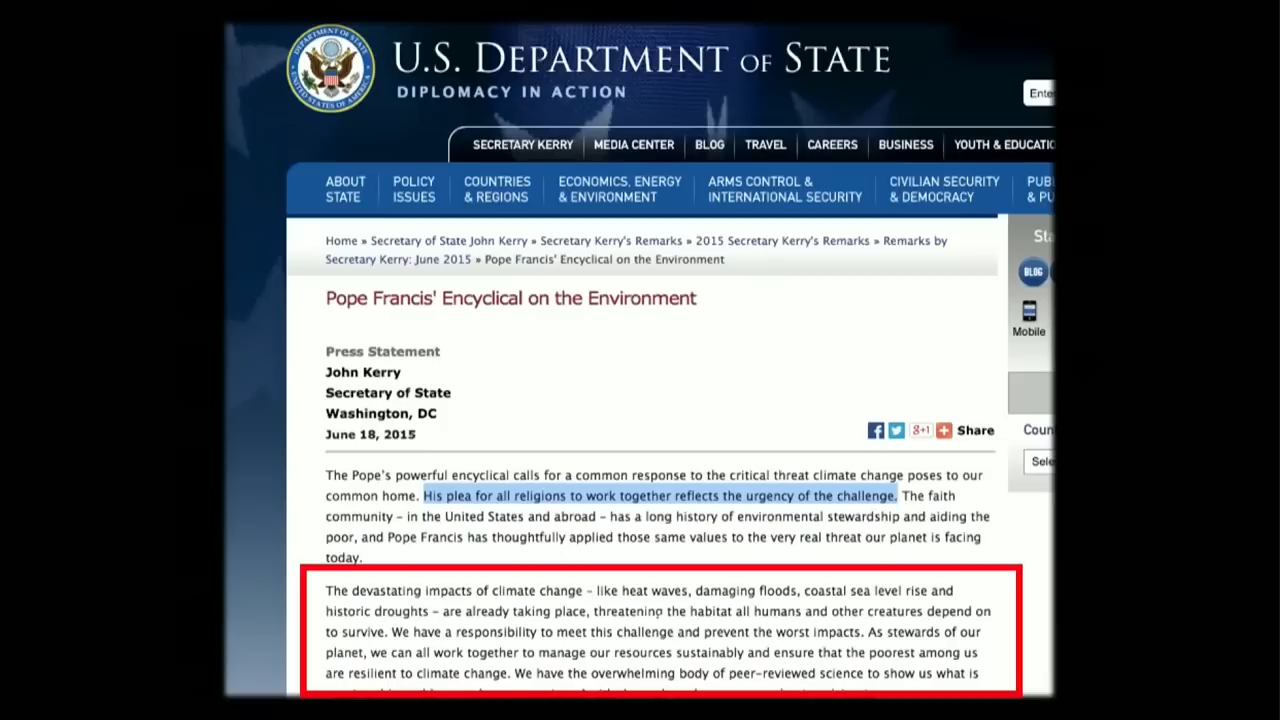 U.S. DEPARTMENT OF STATE
DIPLOMACY IN ACTION
SECRETARY KERRY MEDIA CENTER BLOG TRAVEL CAREERS BUSINESS YOUTH &
ABOUT STATE
POLICY ISSUES
COUNTRIES & REGIONS
ECONOMICS, ENERGY & ENVIRONMENT
ARMS CONTROL & INTERNATIONAL SECURITY
CIVILIAN SECURITY & DEMOCRACY
Home » Secretary of State John Kerry » Secretary Kerry's Remarks » 2015 Secretary Kerry's Remarks » Remarks by
Secretary Kerry: June 2015 » Pope Francis' Encyclical on the Environment
BLOG
Mobile
Pope Francis' Encyclical on the Environment
Press Statement
John Kerry
Secretary of State
Washington, DC
June 18, 2015
Share
The Pope's powerful encyclical calls for a common response to the critical threat climate change poses to our
common home. His plea for all religions to work together reflects the urgency of the challenge. The faith
community – in the United States and abroad – has a long history of environmental stewardship and aiding the
poor, and Pope Francis has thoughtfully applied those same values to the very real threat our planet is facing
today.
The devastating impacts of climate change – like heat waves, damaging floods, coastal sea level rise and
historic droughts – are already taking place, threatening the habitat all humans and other creatures depend on
to survive. We have a responsibility to meet this challenge and prevent the worst impacts. As stewards of our
planet, we can all work together to manage our resources sustainably and ensure that the poorest among us
are resilient to climate change. We have the overwhelming body of peer-reviewed science to show us what is